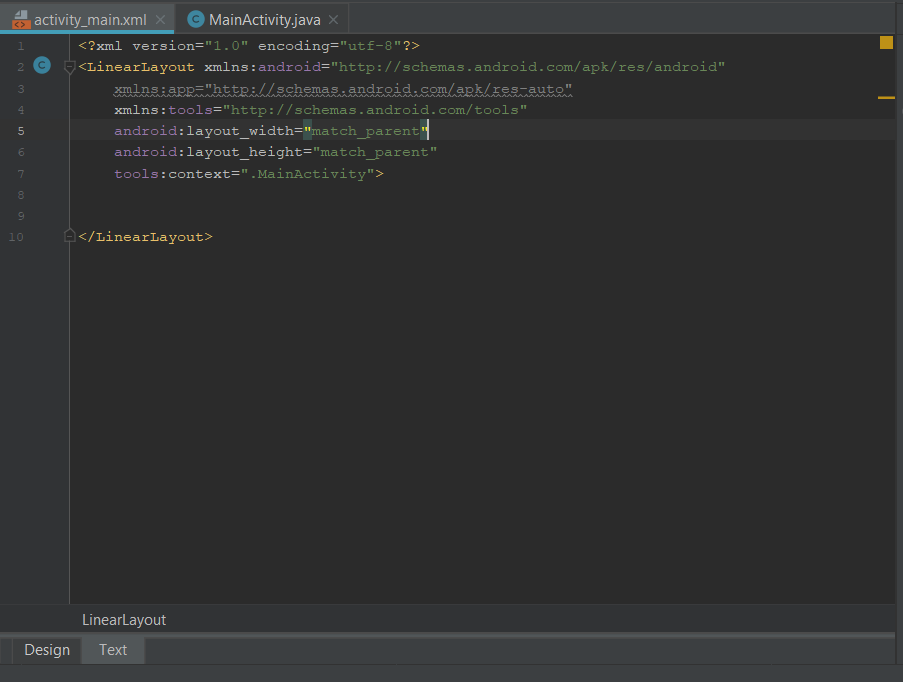 activity_main.xml MainActivity.java
1 <?xml version="1.0" encoding="utf-8"?>
2 <LinearLayout xmlns:android="http://schemas.android.com/apk/res/android"
3 xmlns:app="http://schemas.android.com/apk/res-auto"
4 xmlns:tools="http://schemas.android.com/tools"
5 android:layout_width="match_parent"
6 android:layout_height="match_parent"
7 tools:context=".MainActivity">
8
9
10 </LinearLayout>
LinearLayout
Design Text